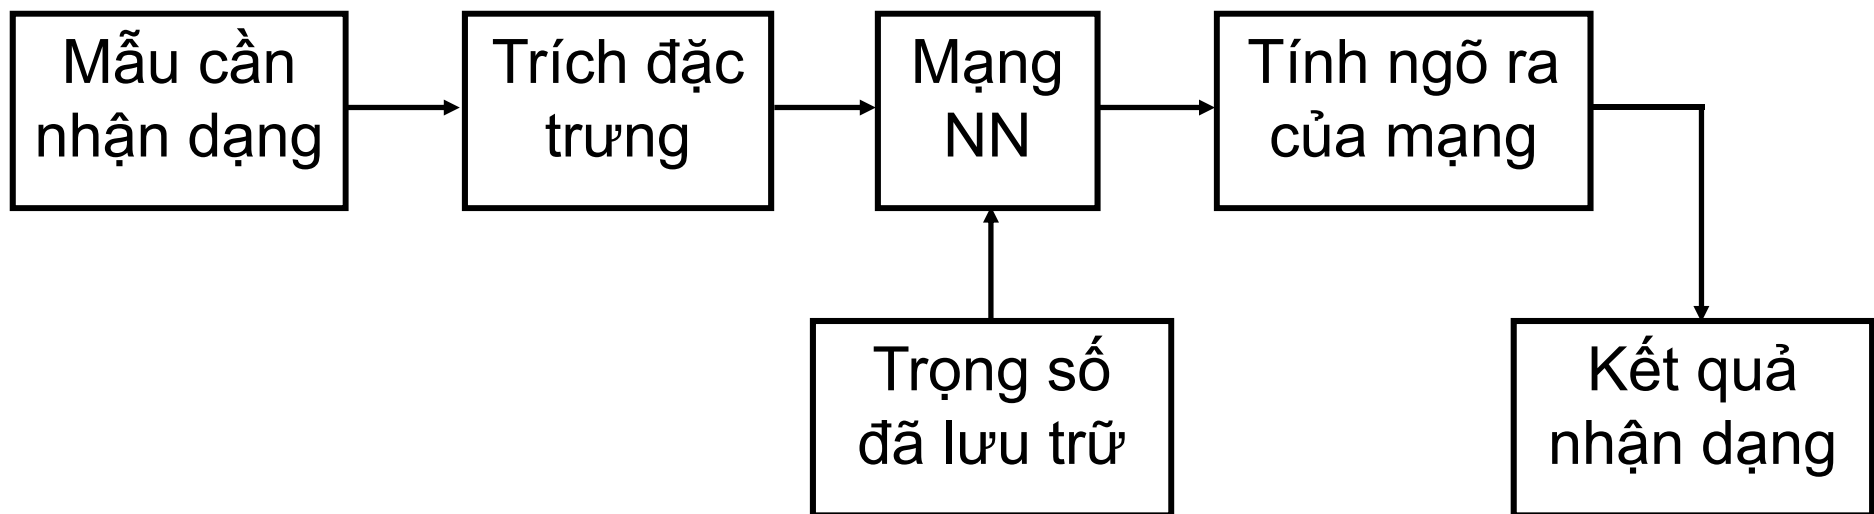 Mẫu cần
nhận dạng
Trích đặc
trưng
Mạng
NN
Tính ngõ ra
của mạng
Trọng số
đã lưu trữ
Kết quả
nhận dạng